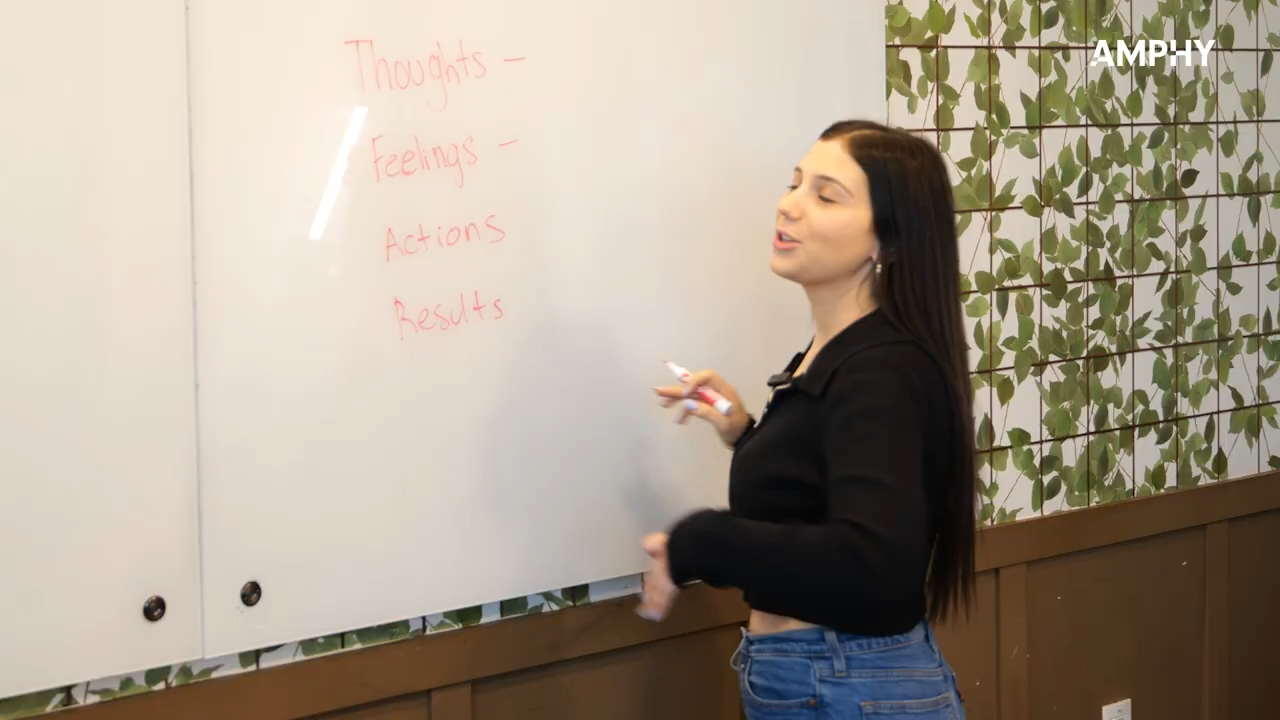 AMPHY
Thoughts –
Feelings –
Actions
Results